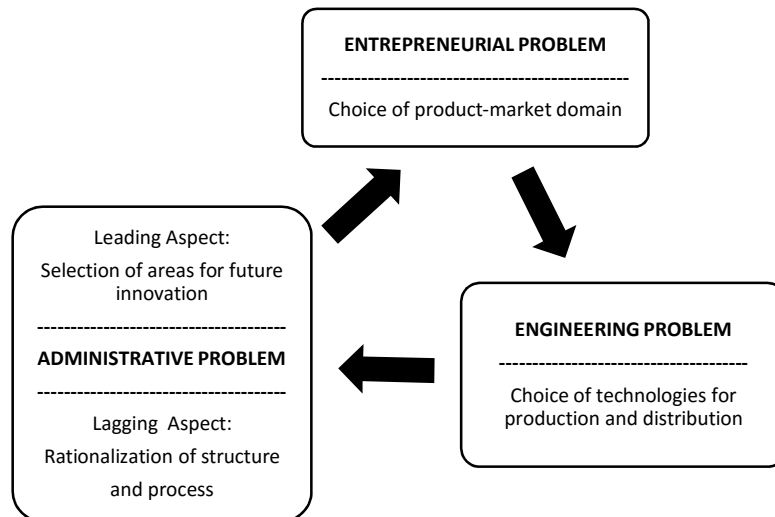 ENTREPRENEURIAL PROBLEM
----------------------------------------------
Choice of product-market domain
Leading Aspect:
Selection of areas for future
innovation
-------------------------------------
ADMINISTRATIVE PROBLEM
-------------------------------------
Lagging Aspect:
Rationalization of structure
and process
ENGINEERING PROBLEM
-------------------------------------
Choice of technologies for
production and distribution